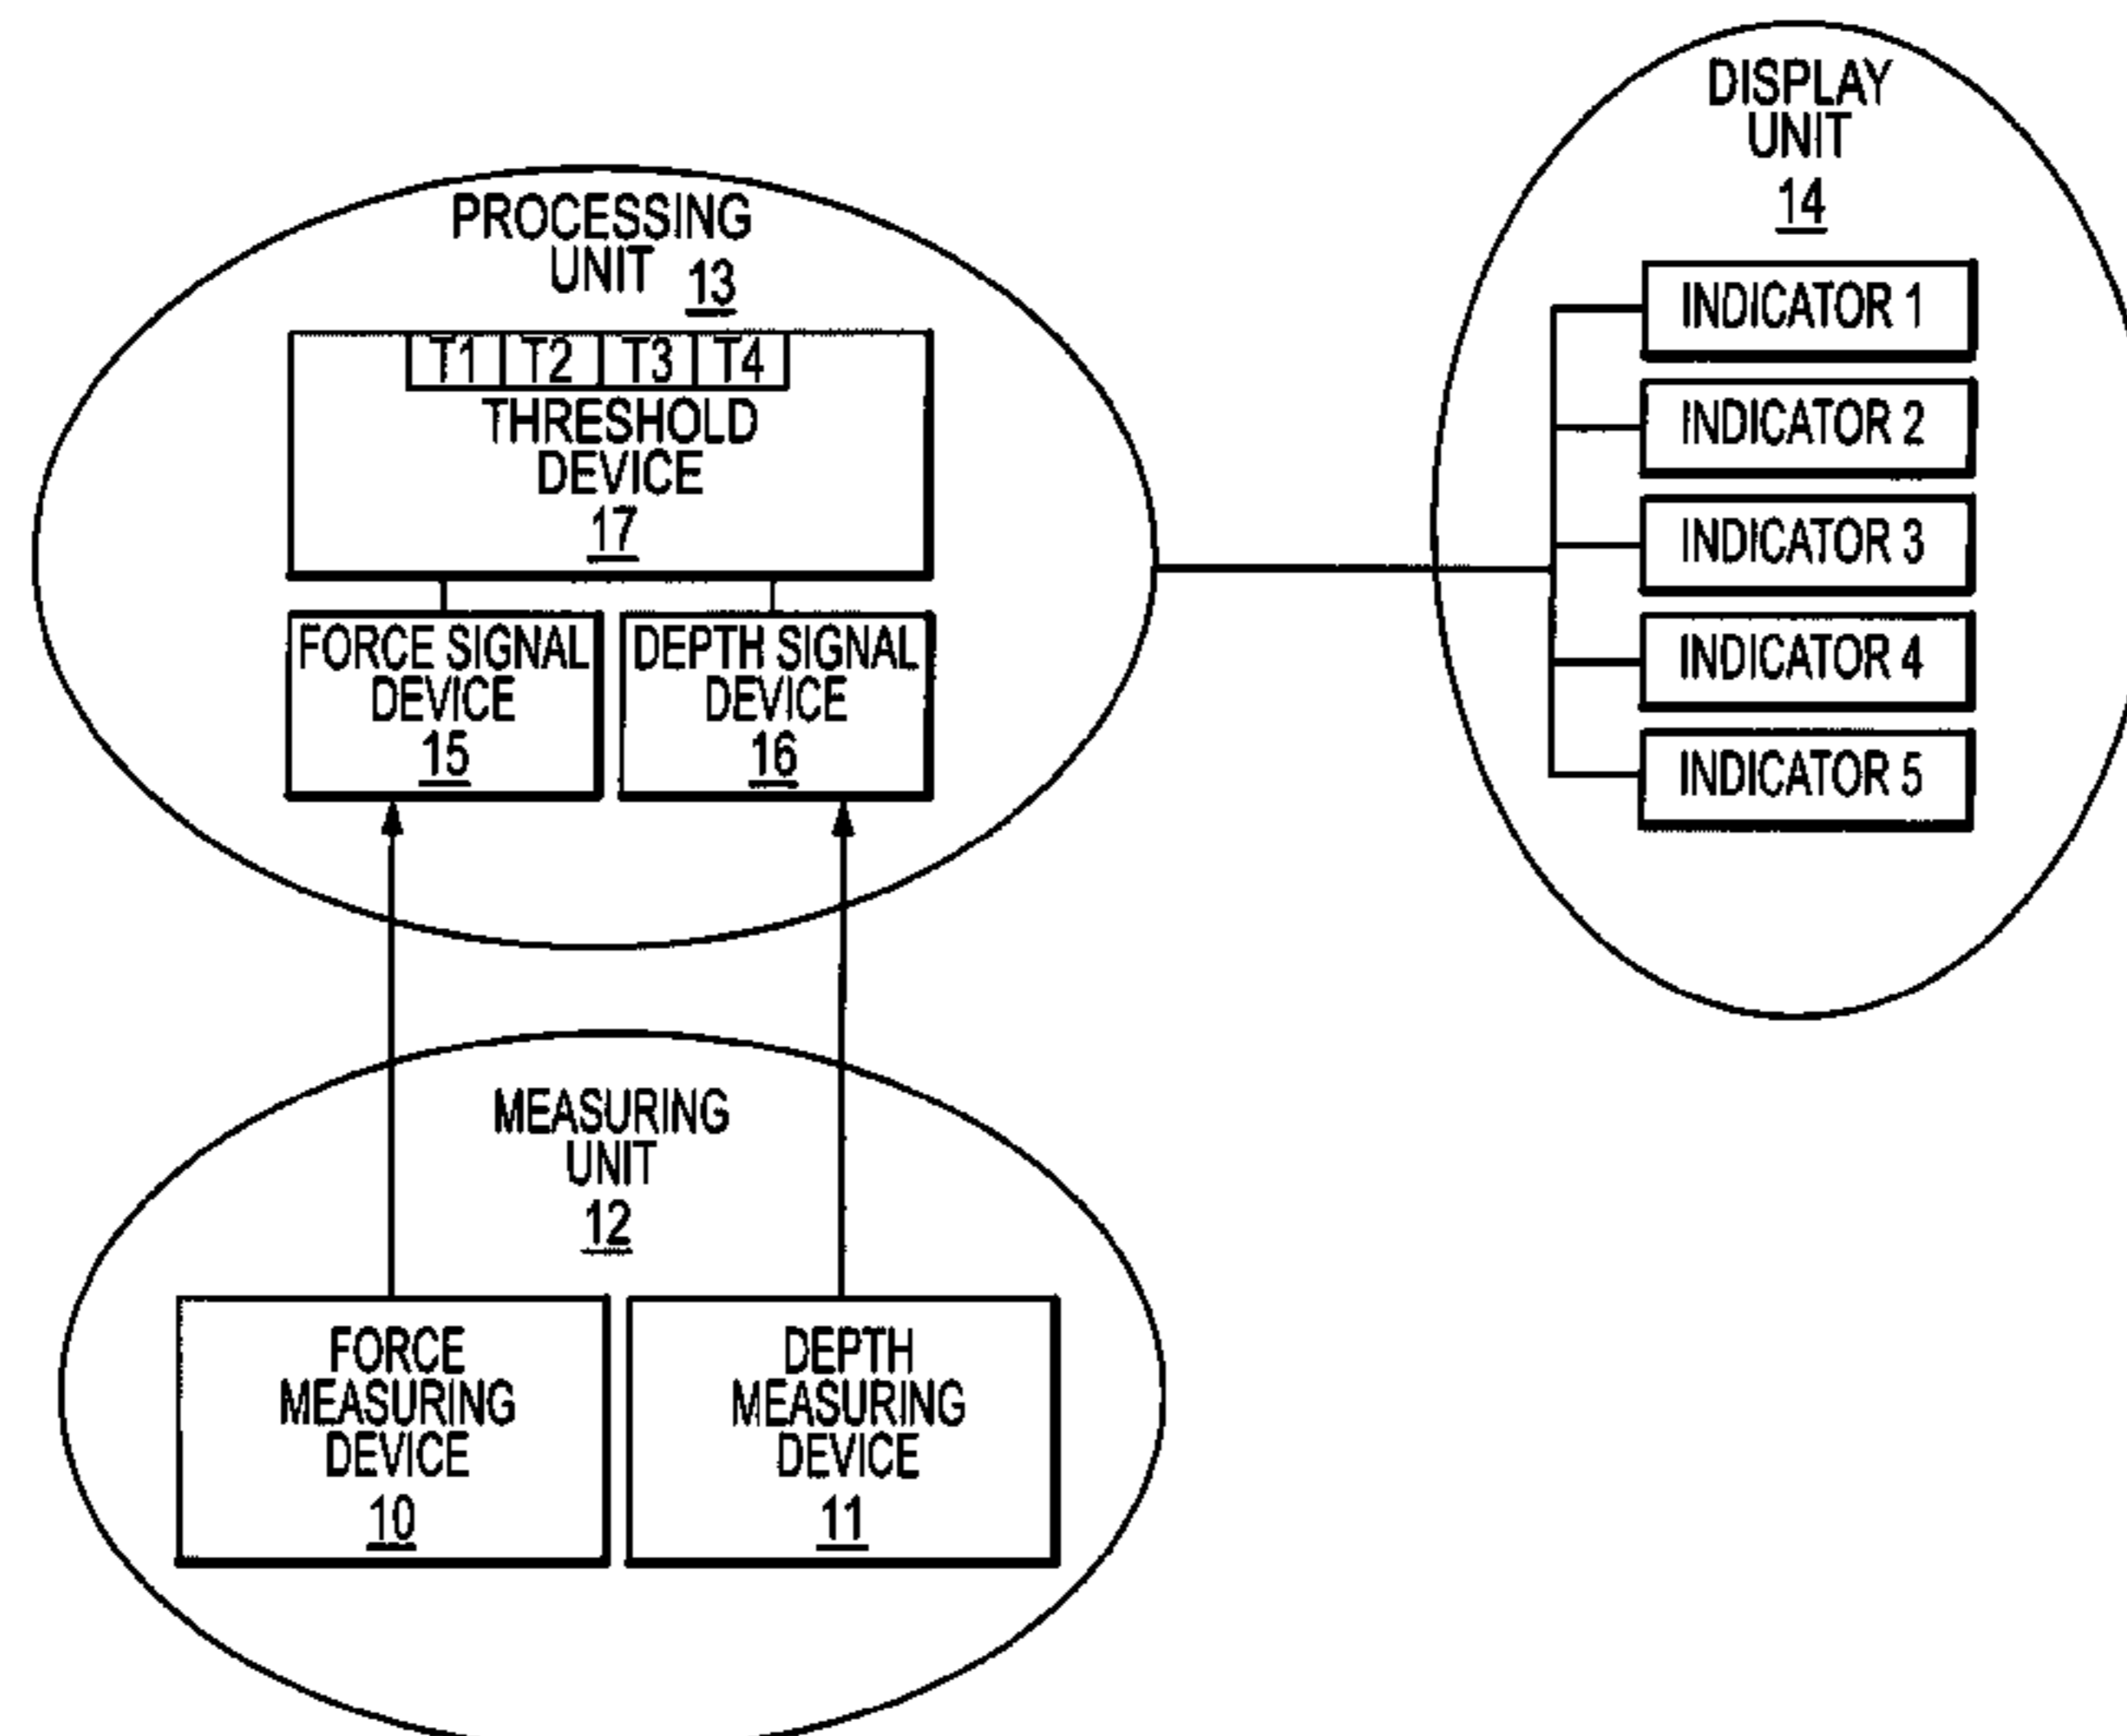 PROCESSING
UNIT 13
T1 T2 T3 T4
THRESHOLD
DEVICE
17
FORCE SIGNAL
DEVICE
15
DEPTH SIGNAL
DEVICE
16
DISPLAY
UNIT
14
INDICATOR 1
INDICATOR 2
INDICATOR 3
INDICATOR 4
INDICATOR 5
MEASURING
UNIT
12
FORCE
MEASURING
DEVICE
10
DEPTH
MEASURING
DEVICE
11